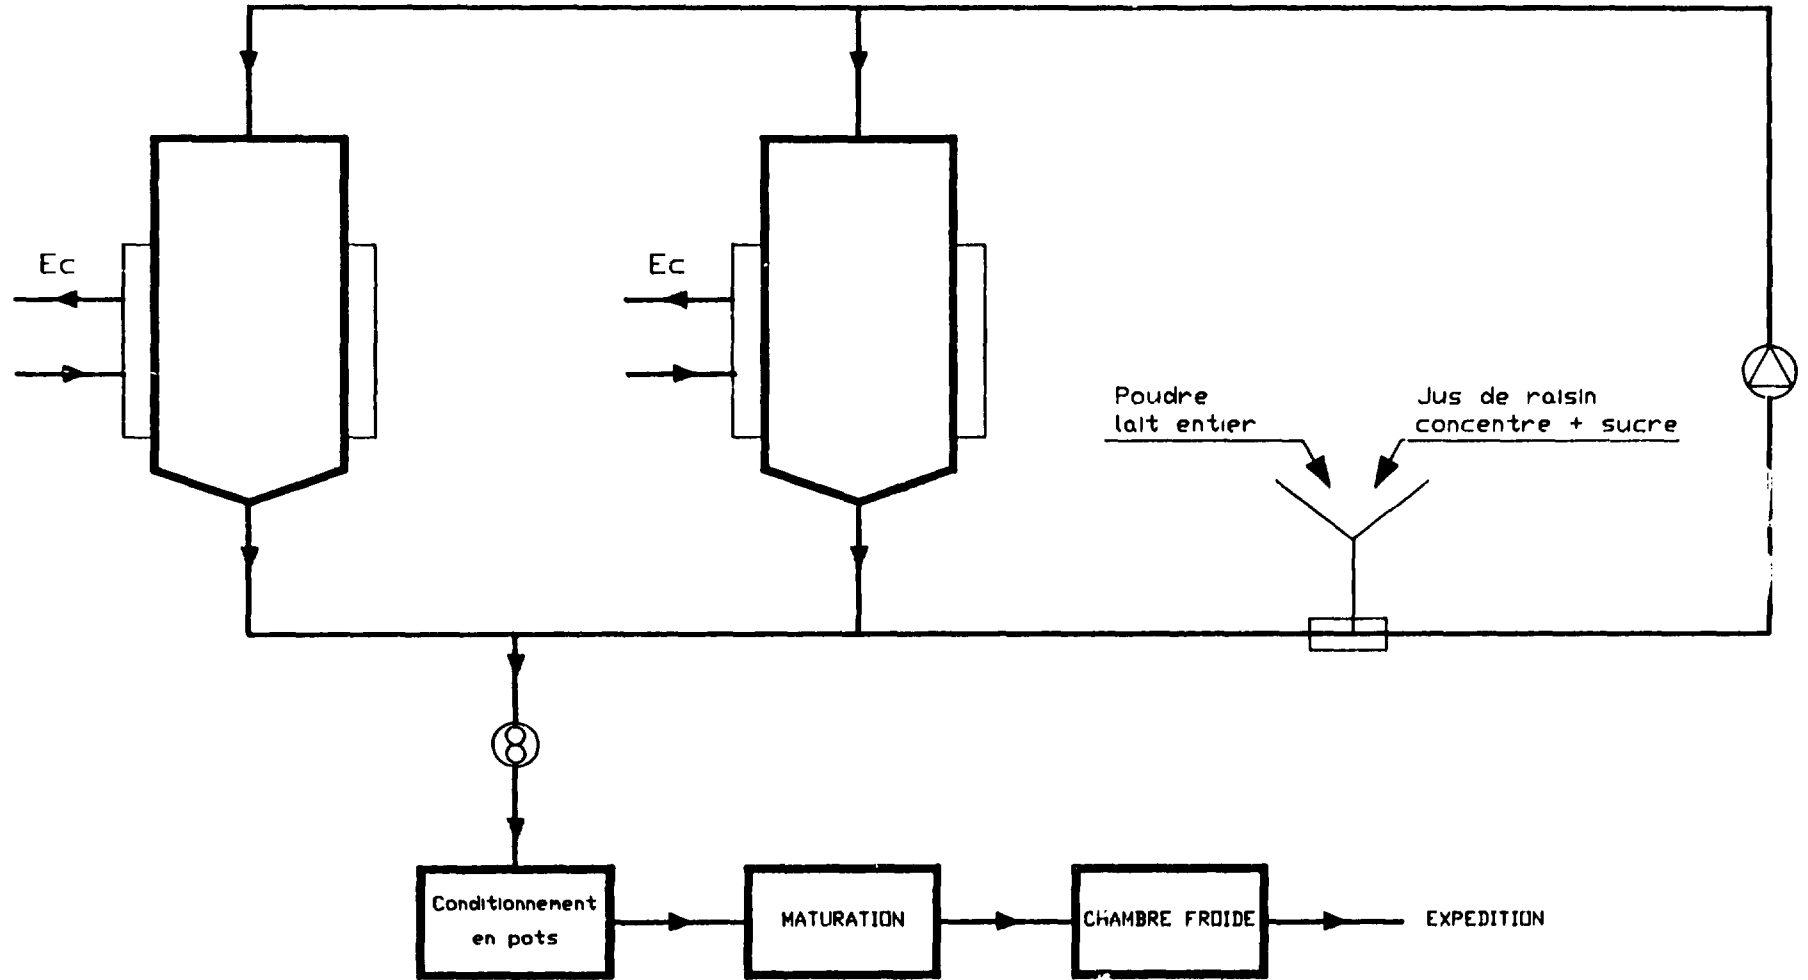 Ec
Ec
Poudre
lait entier
Jus de raisin
concentre + sucre
Conditionnement
en pots
MATURATION
CHAMBRE FROIDE
EXPEDITION